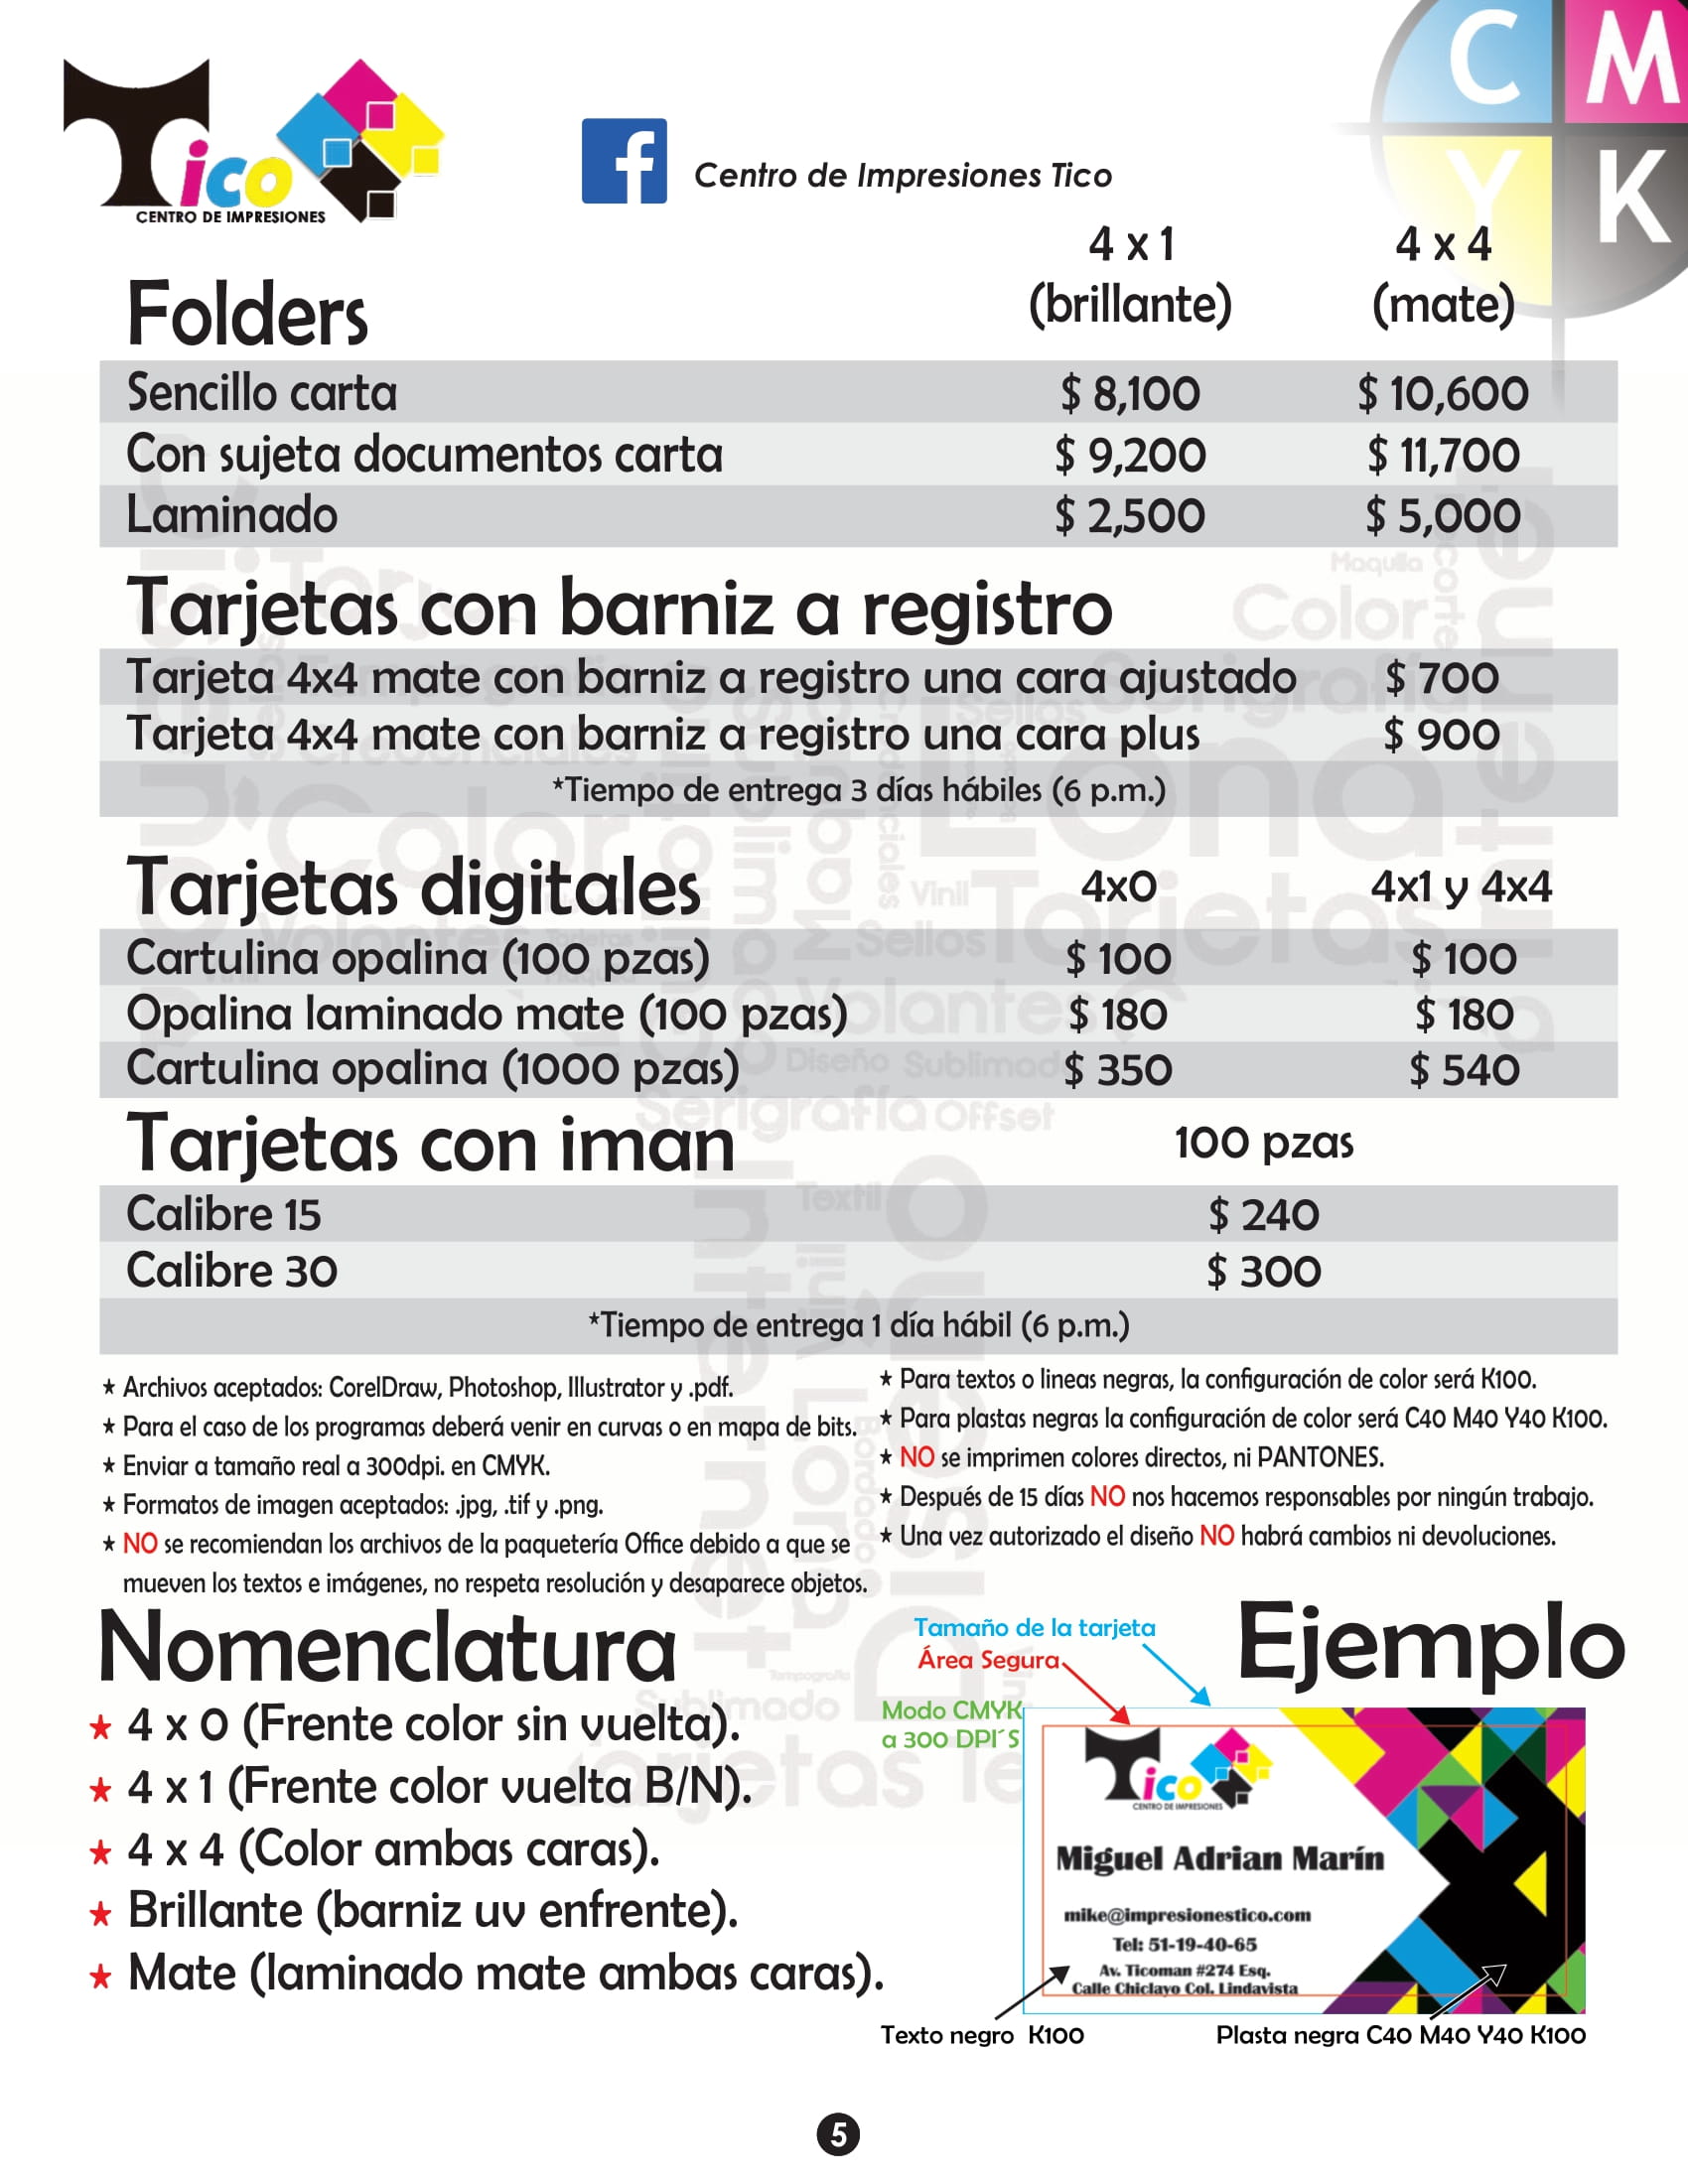 Tico
CENTRO DE IMPRESIONES
Centro de Impresiones Tico
C M
Y K
4 x 1 4 x 4
Folders (brillante) (mate)
Sencillo carta $ 8,100 $ 10,600
Con sujeta documentos carta $ 9,200 $ 11,700
Laminado $ 2,500 $ 5,000
Tarjetas con barniz a registro
Tarjeta 4x4 mate con barniz a registro una cara ajustado $ 700
Tarjeta 4x4 mate con barniz a registro una cara plus $ 900
*Tiempo de entrega 3 días hábiles (6 p.m.)
Tarjetas digitales 4x0 4x1 y 4x4
Cartulina opalina (100 pzas) $ 100 $ 100
Opalina laminado mate (100 pzas) $ 180 $ 180
Cartulina opalina (1000 pzas) $ 350 $ 540
Tarjetas con iman 100 pzas
Calibre 15 $ 240
Calibre 30 $ 300
*Tiempo de entrega 1 día hábil (6 p.m.)
★ Archivos aceptados: CorelDraw, Photoshop, Illustrator y .pdf.
★ Para el caso de los programas deberá venir en curvas o en mapa de bits.
★ Enviar a tamaño real a 300dpi. en CMYK.
★ Formatos de imagen aceptados: .jpg, .tif y .png.
★ NO se recomiendan los archivos de la paquetería Office debido a que se
mueven los textos e imágenes, no respeta resolución y desaparece objetos.
★ Para textos o lineas negras, la configuración de color será K100.
★ Para plastas negras la configuración de color será C40 M40 Y40 K100.
★ NO se imprimen colores directos, ni PANTONES.
★ Después de 15 días NO nos hacemos responsables por ningún trabajo.
★ Una vez autorizado el diseño NO habrá cambios ni devoluciones.
Nomenclatura
★ 4 x 0 (Frente color sin vuelta).
★ 4 x 1 (Frente color vuelta B/N).
★ 4 x 4 (Color ambas caras).
★ Brillante (barniz uv enfrente).
★ Mate (laminado mate ambas caras).
Ejemplo
Tamaño de la tarjeta
Área Segura
Modo CMYK
a 300 DPI´S
Tico
CENTRO DE IMPRESIONES
Miguel Adrian Marín
mike@impresionestico.com
Tel: 51-19-40-65
Av. Ticoman #274 Esq.
Calle Chiclayo Col. Lindavista
Texto negro K100
Plasta negra C40 M40 Y40 K100
5